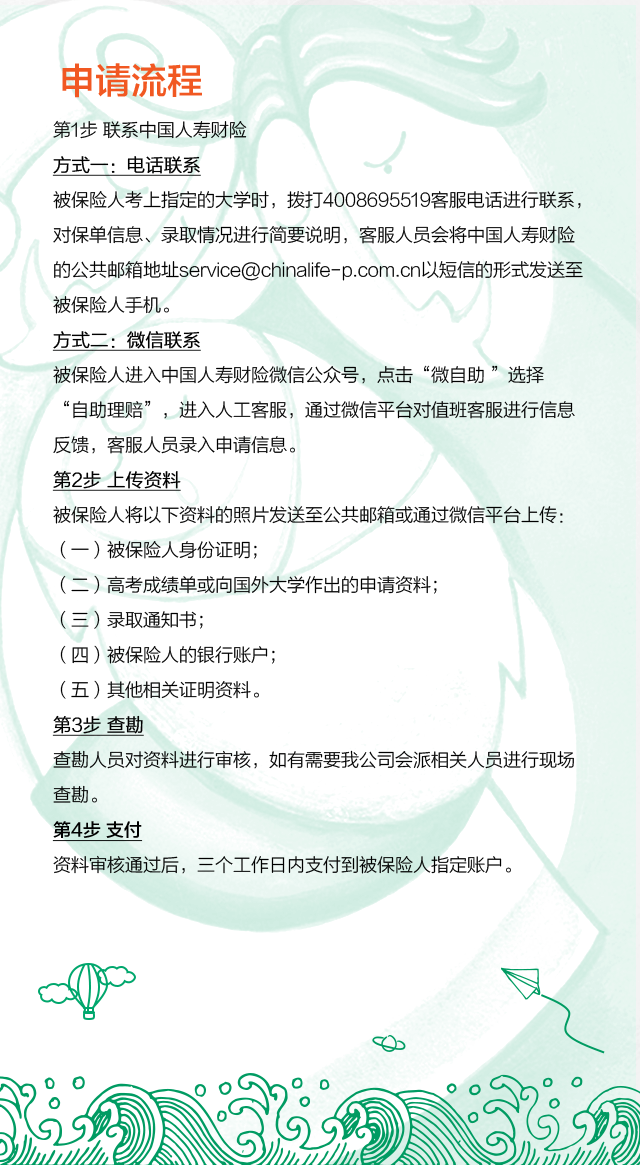 申请流程
第1步 联系中国人寿财险
方式一：电话联系
被保险人考上指定的大学时，拨打4008695519客服电话进行联系，
对保单信息、录取情况进行简要说明，客服人员会将中国人寿财险
的公共邮箱地址service@chinalife-p.com.cn以短信的形式发送至
被保险人手机。
方式二：微信联系
被保险人进入中国人寿财险微信公众号，点击“微自助 ”选择
“自助理赔”，进入人工客服，通过微信平台对值班客服进行信息
反馈，客服人员录入申请信息。
第2步 上传资料
被保险人将以下资料的照片发送至公共邮箱或通过微信平台上传：
（一）被保险人身份证明；
（二）高考成绩单或向国外大学作出的申请资料；
（三）录取通知书；
（四）被保险人的银行账户；
（五）其他相关证明资料。
第3步 查勘
查勘人员对资料进行审核，如有需要我公司会派相关人员进行现场
查勘。
第4步 支付
资料审核通过后，三个工作日内支付到被保险人指定账户。